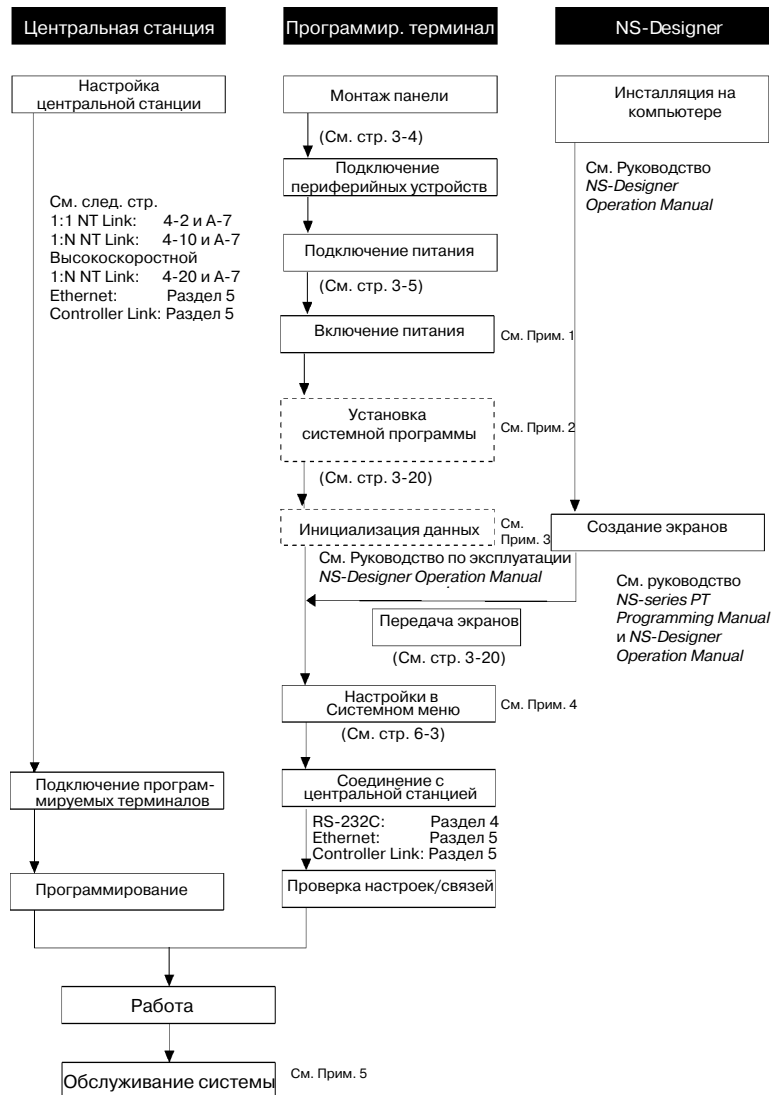 Центральная станция
Программир. терминал
NS-Designer
Настройка
центральной станции
См. след. стр.
1:1 NT Link: 4-2 и A-7
1:N NT Link: 4-10 и A-7
Высокоскоростной
1:N NT Link: 4-20 и A-7
Ethernet: Раздел 5
Controller Link: Раздел 5
Подключение програм-
мируемых терминалов
Программирование
Монтаж панели
(См. стр. 3-4)
Подключение
периферийных устройств
Подключение питания
(См. стр. 3-5)
Включение питания
См. Прим. 1
Установка
системной программы
См. Прим. 2
(См. стр. 3-20)
Инициализация данных
См.
Прим. 3
См. Руководство по эксплуатации
NS-Designer Operation Manual
Передача экранов
(См. стр. 3-20)
Настройки в
Системном меню
См. Прим. 4
(См. стр. 6-3)
Соединение с
центральной станцией
RS-232C: Раздел 4
Ethernet: Раздел 5
Controller Link: Раздел 5
Проверка настроек/связей
Инсталляция на
компьютере
См. Руководство
NS-Designer
Operation Manual
Создание экранов
См. руководство
NS-series PT
Programming Manual
и NS-Designer
Operation Manual
Работа
Обслуживание системы
См. Прим. 5